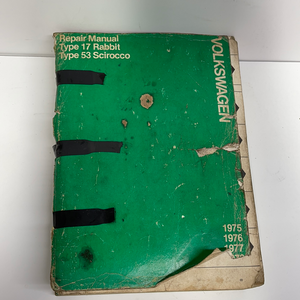 Repair Manual
Type 17 Rabbit
Type 53 Scirocco
VOLKSWAGEN
1975
1976
1977